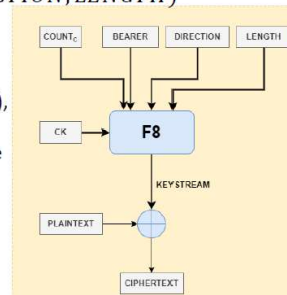 COUNTC BEARER DIRECTION LENGTH
CK
F8
KEYSTREAM
PLAINTEXT
CIPHERTEXT